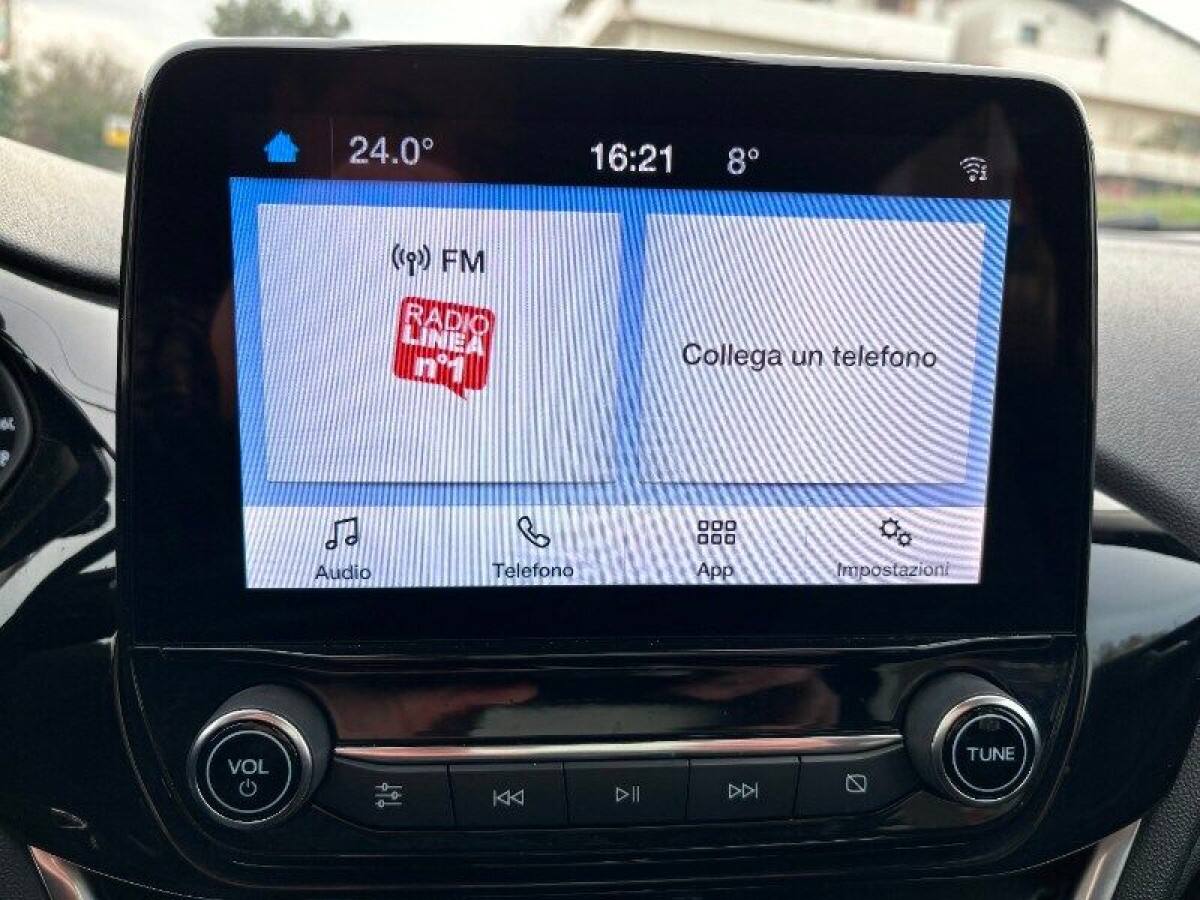 24.0° 16:21 8°
FM
RADIO
LINEA
n°1
Collega un telefono
Audio Telefono App Impostazioni
VOL
TUNE